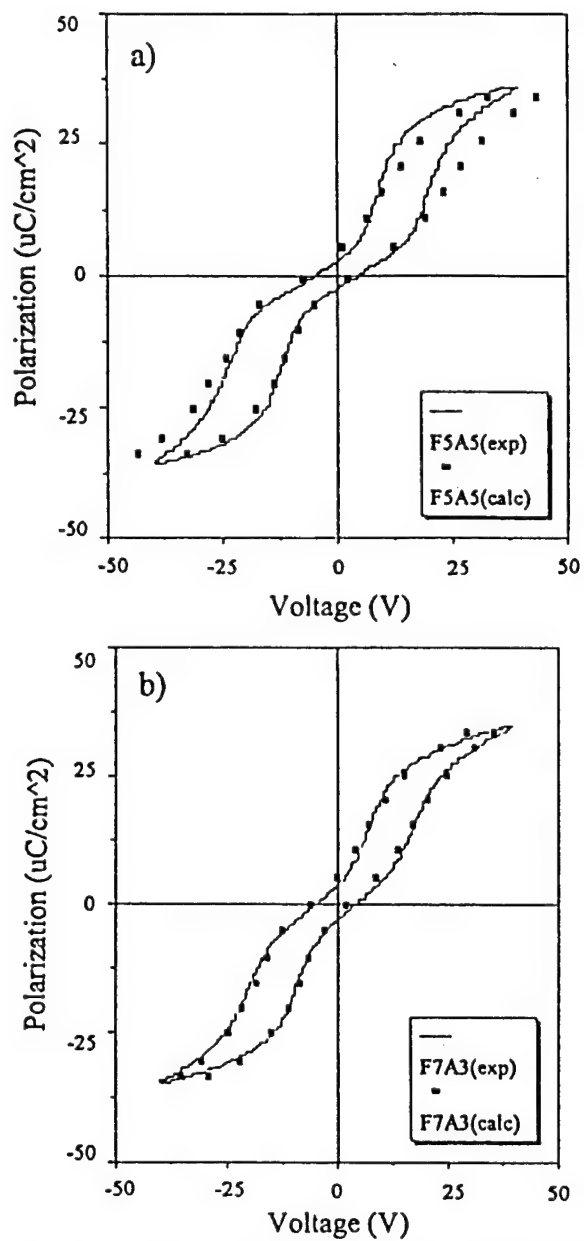 50
a)
25
0
-25
-50
Polarization (uC/cm^2)
F5A5(exp)
F5A5(calc)
-50 -25 0 25 50
Voltage (V)
50
b)
25
0
-25
-50
Polarization (uC/cm^2)
F7A3(exp)
F7A3(calc)
-50 -25 0 25 50
Voltage (V)